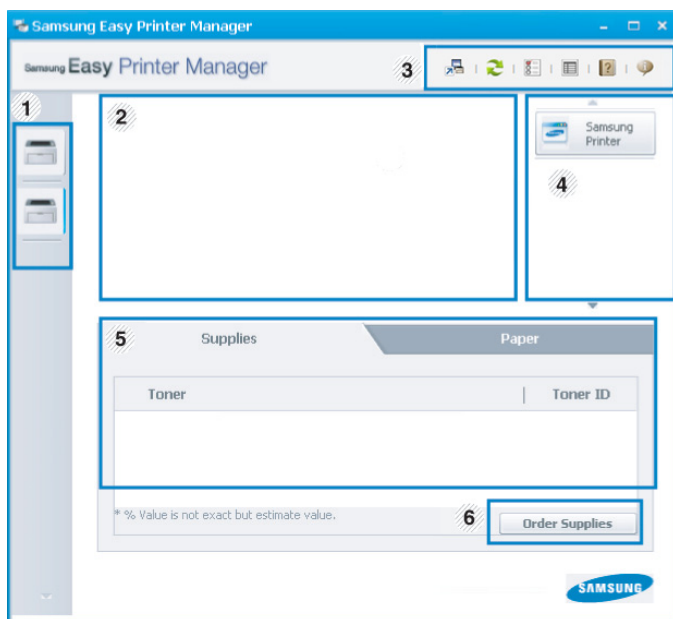 Samsung Easy Printer Manager
Samsung Easy Printer Manager
3
1
2
Samsung
Printer
4
5
Supplies
Paper
Toner
Toner ID
* % Value is not exact but estimate value.
6
Order Supplies
SAMSUNG